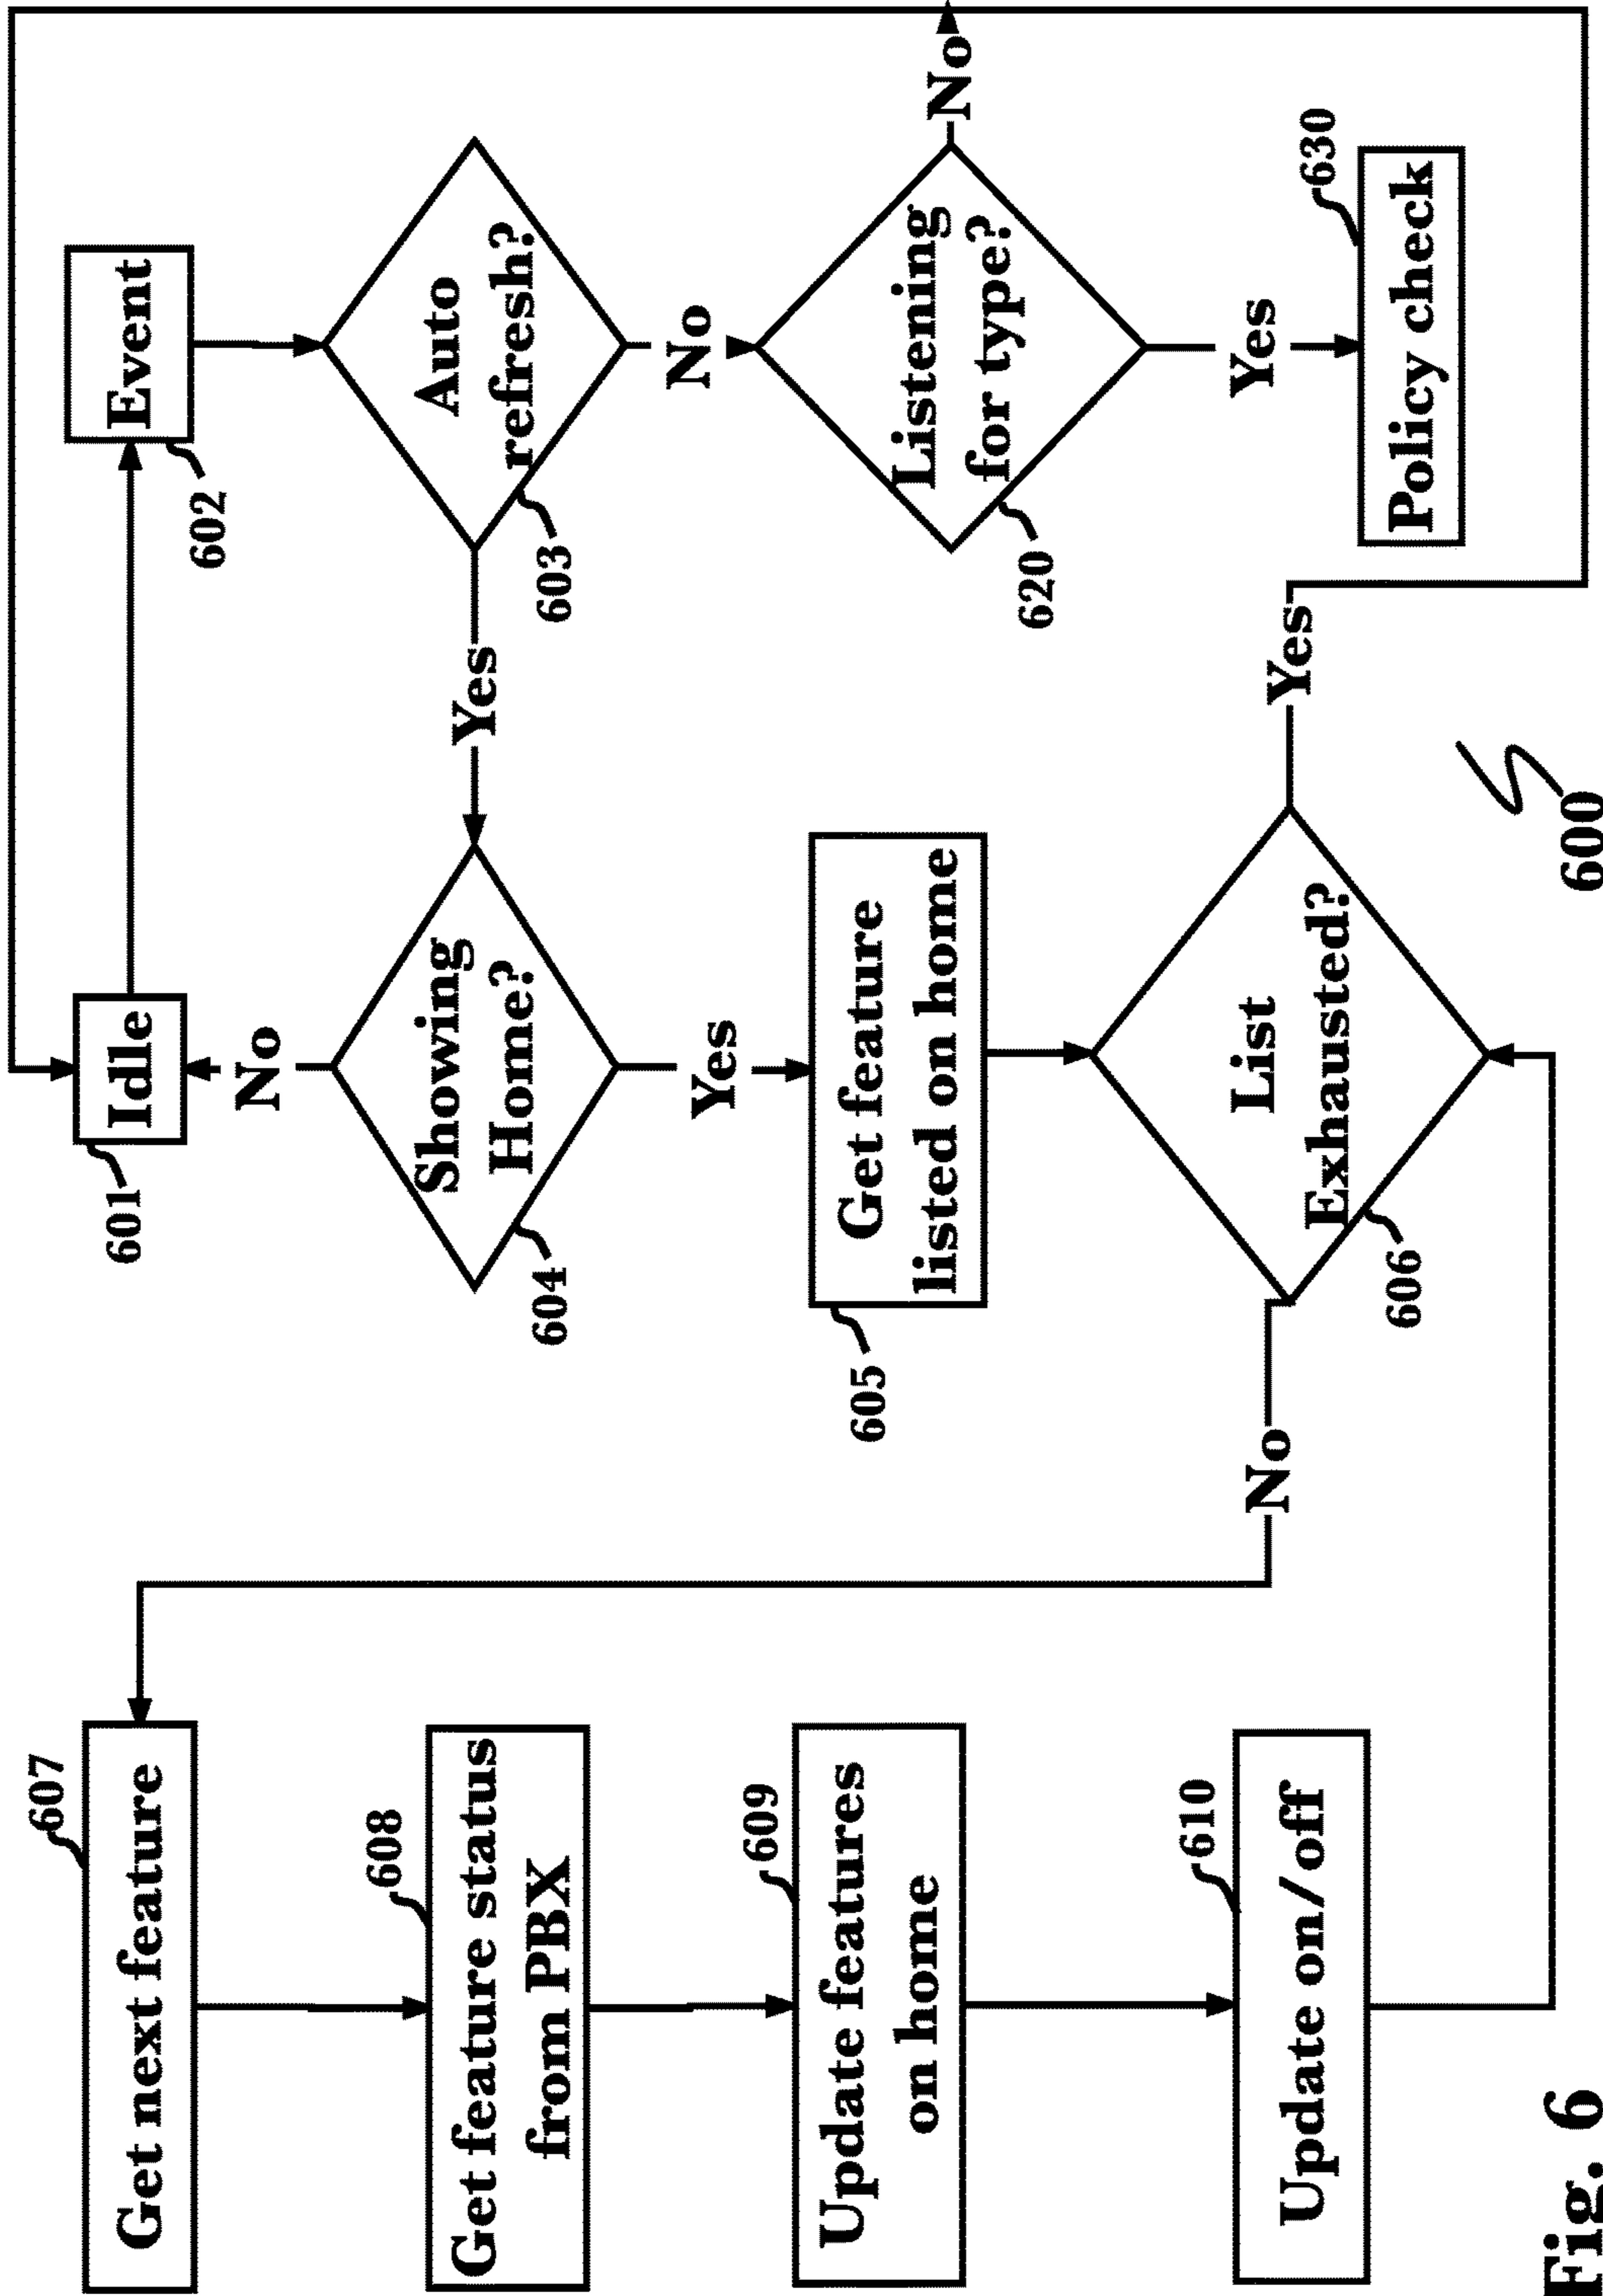 607
Get next feature
608
Get feature status
from PBX
609
Update features
on home
610
Update on/off
601
Idle
No
604
Showing
Home?
Yes
605
Get feature
listed on home
606
List
Exhausted?
No
Yes
602
Event
603
Auto
refresh?
Yes
No
620
Listening
for type?
No
Yes
630
Policy check
600
Fig. 6